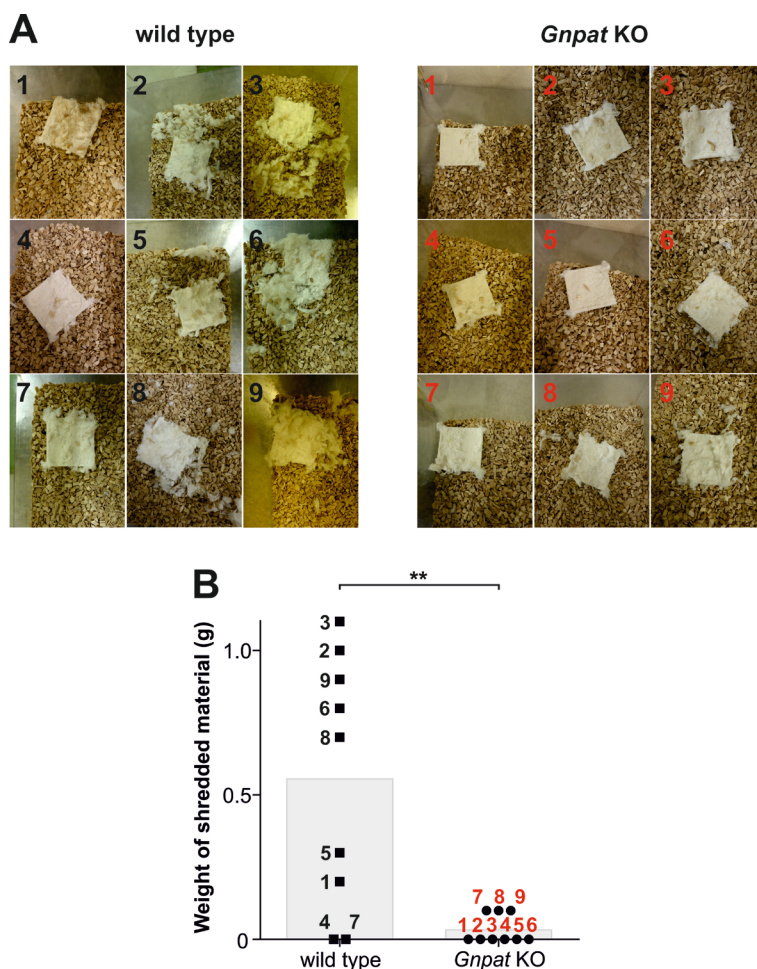 A
wild type
Gnpat KO
1 2 3
1 2 3
4 5 6
4 5 6
7 8 9
7 8 9
B
**
Weight of shredded material (g)
1.0
0.5
0
3
2
9
6
8
5
1
4 7
7 8 9
1 2 3 4 5 6
wild type
Gnpat KO